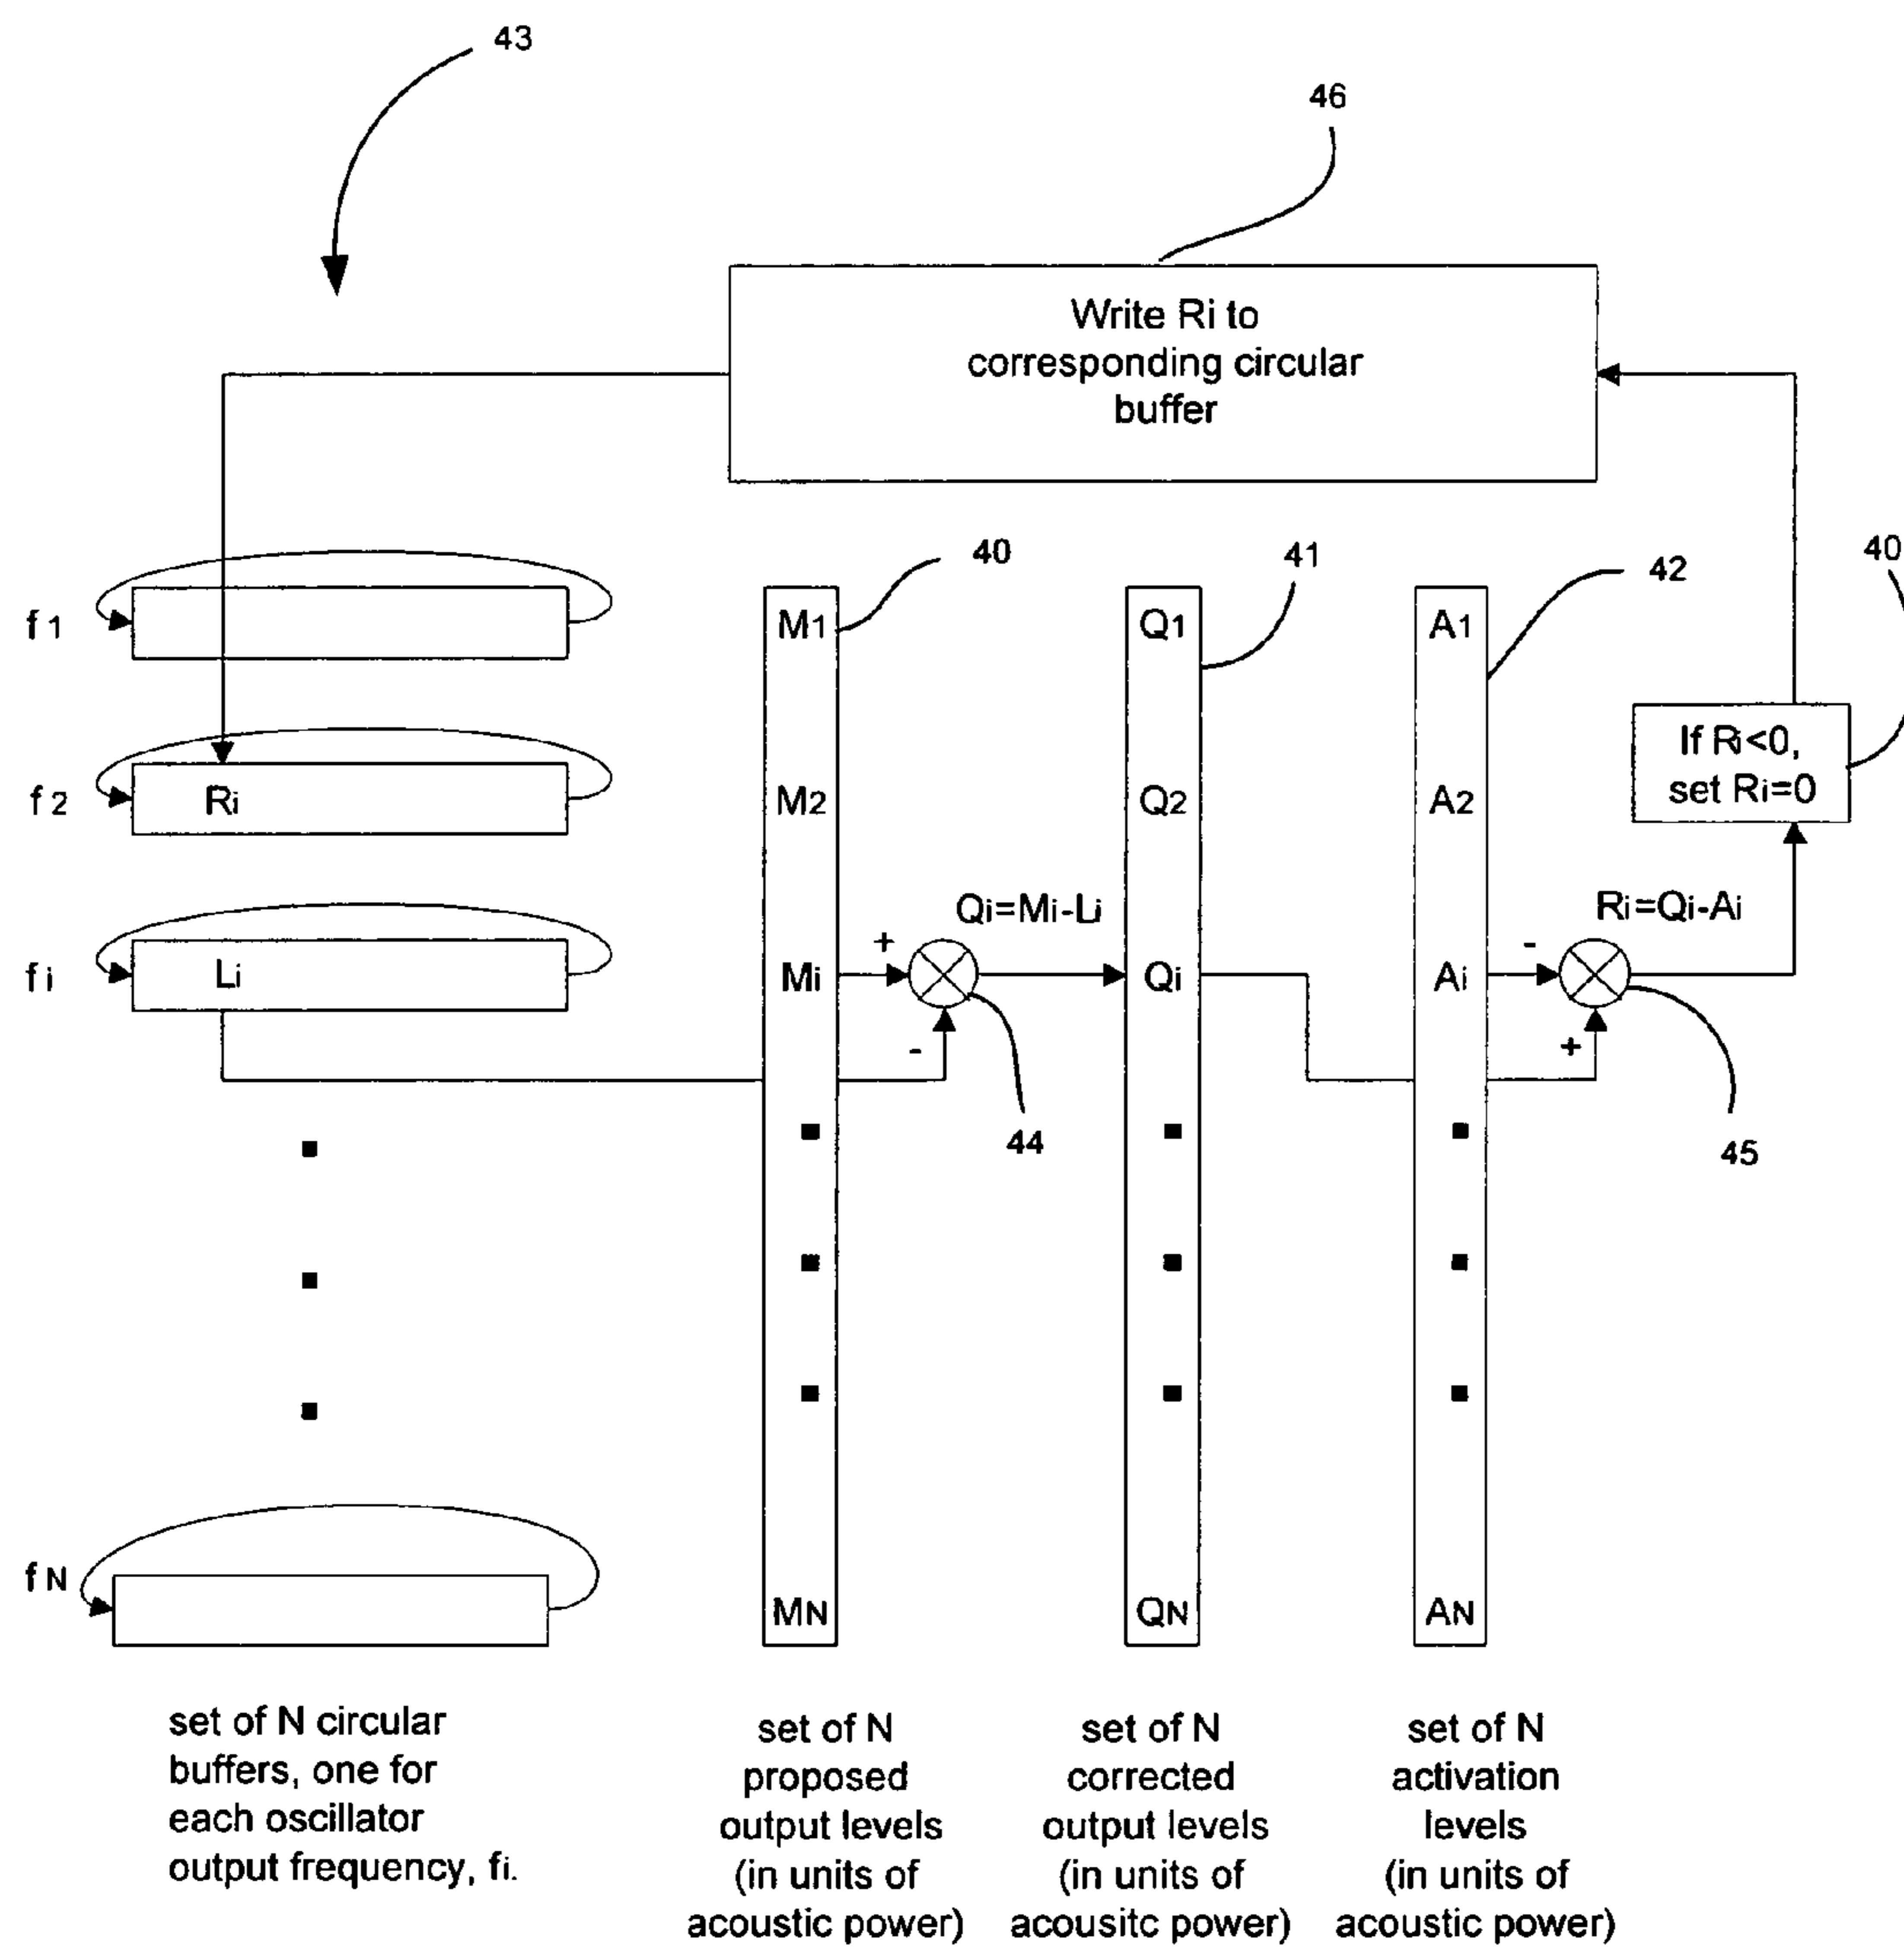 43
46
Write Ri to
corresponding circular
buffer
40
41
42
40
f1
M1
Q1
A1
If Ri<0,
set Ri=0
f2
Ri
M2
Q2
A2
Qi=Mi-Li
Ri=Qi-Ai
+
-
fi
Li
Mi
Qi
Ai
-
+
44
45
fN
MN
QN
AN
set of N circular
buffers, one for
each oscillator
output frequency, fi.
set of N
proposed
output levels
(in units of
acoustic power)
set of N
corrected
output levels
(in units of
acousitc power)
set of N
activation
levels
(in units of
acoustic power)